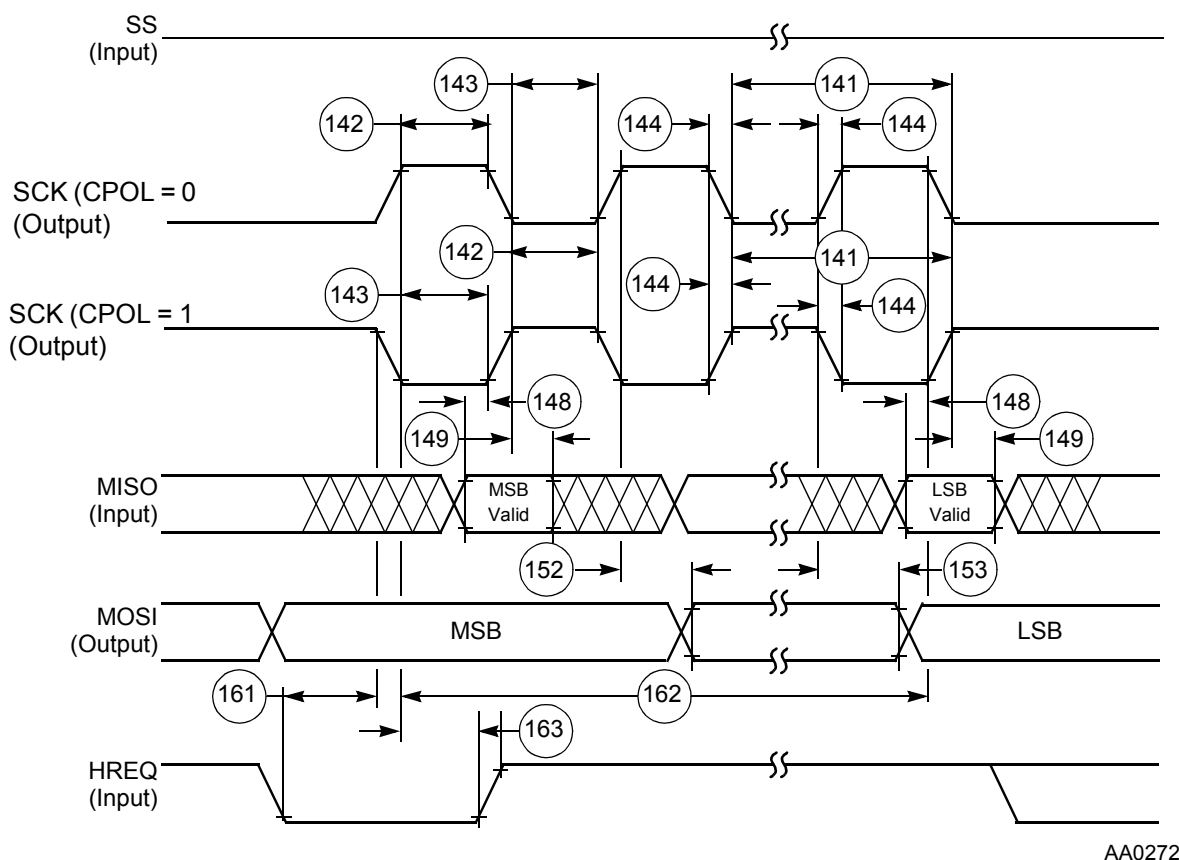 SS
(Input)
143
141
142
144
144
SCK (CPOL = 0
(Output)
142
141
143
144
144
SCK (CPOL = 1
(Output)
148
148
149
149
MISO
(Input)
MSB
Valid
LSB
Valid
152
153
MOSI
(Output)
MSB
LSB
161
162
163
HREQ
(Input)
AA0272